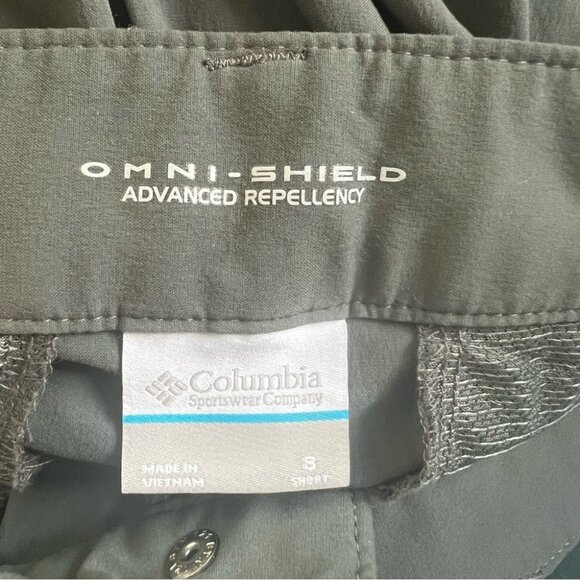 OMNI-SHIELD
ADVANCED REPELLENCY
Columbia
Sportswear Company
MADE IN
VIETNAM
8
SHORT